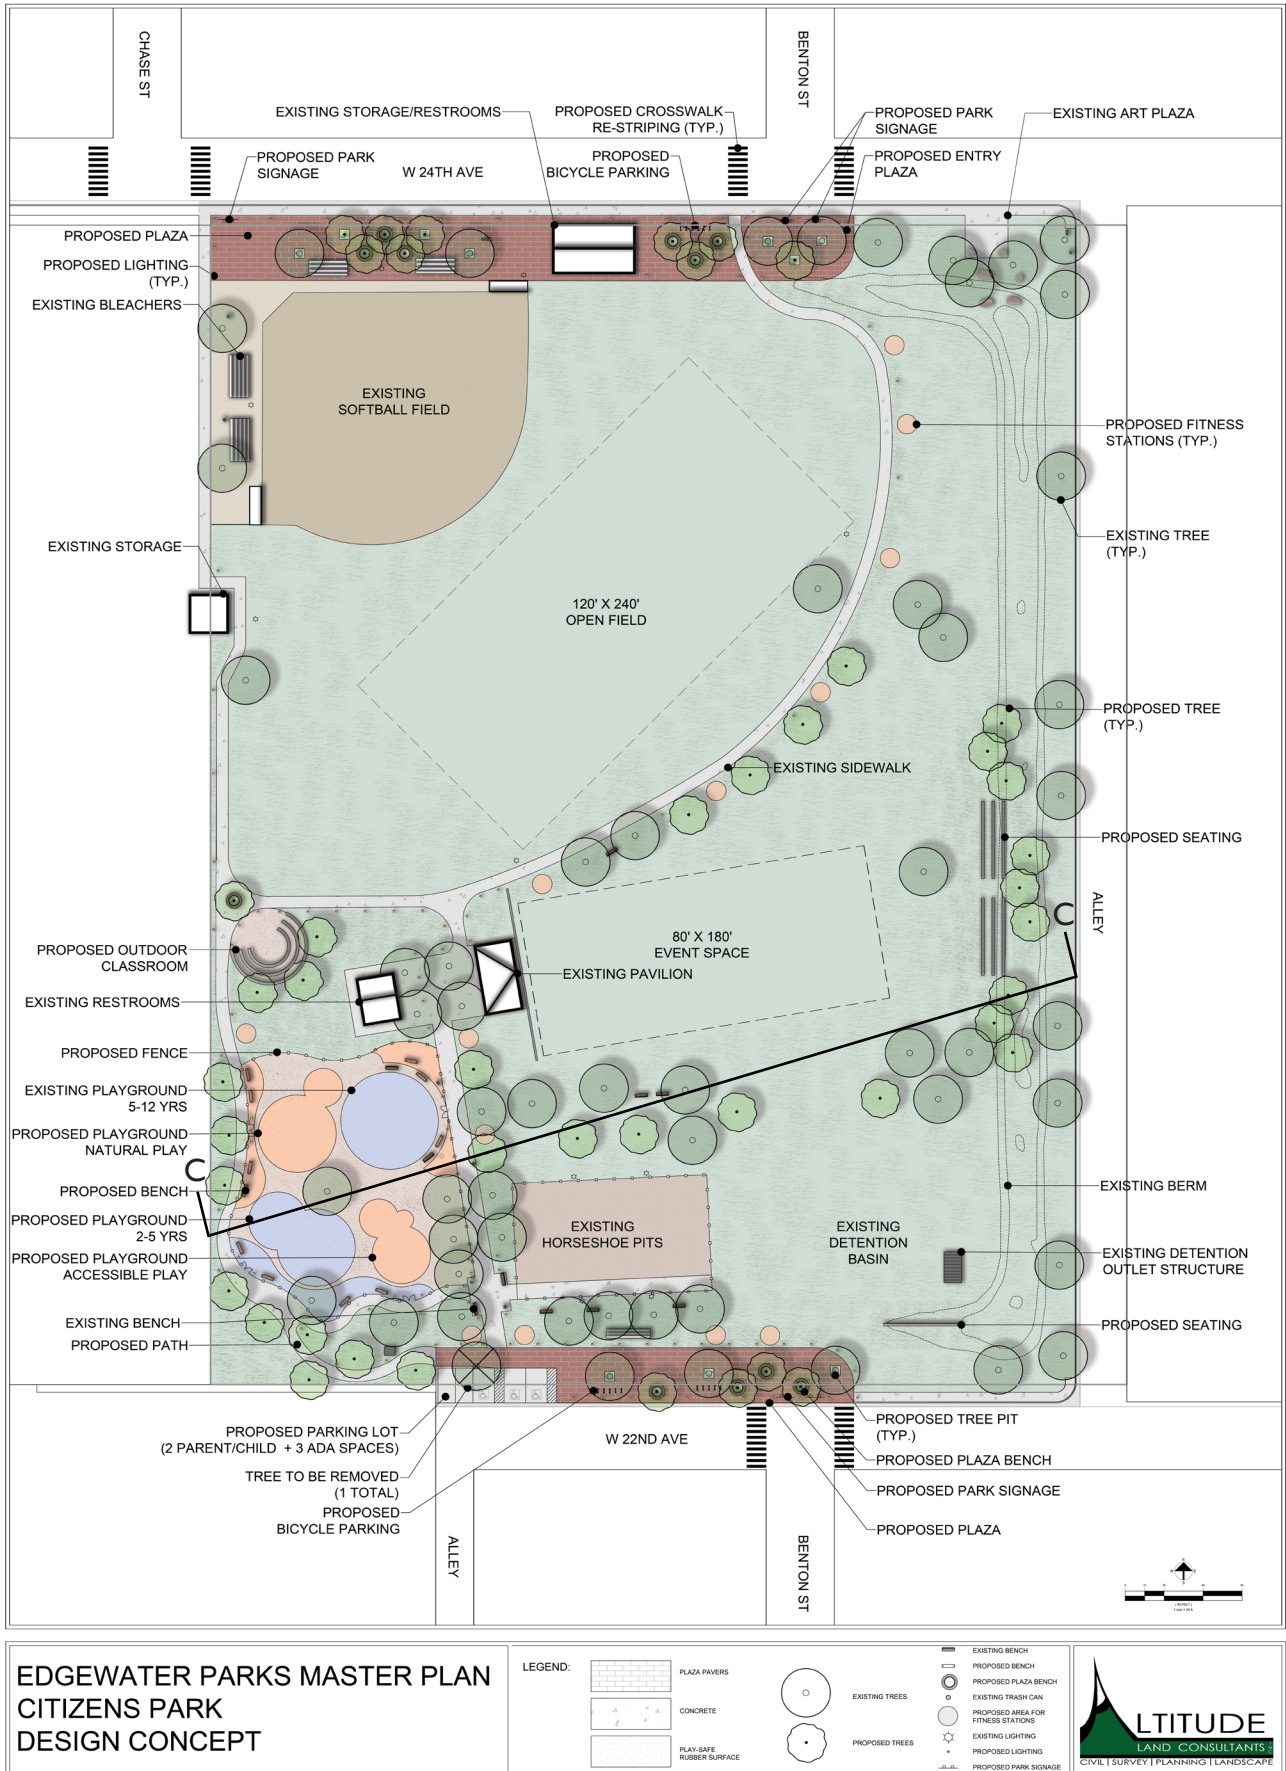 CHASE ST
BENTON ST
EXISTING STORAGE/RESTROOMS
PROPOSED CROSSWALK
RE-STRIPING (TYP.)
PROPOSED PARK
SIGNAGE
EXISTING ART PLAZA
PROPOSED PARK
SIGNAGE
W 24TH AVE
PROPOSED
BICYCLE PARKING
PROPOSED ENTRY
PLAZA
PROPOSED PLAZA
PROPOSED LIGHTING
(TYP.)
EXISTING BLEACHERS
EXISTING
SOFTBALL FIELD
PROPOSED FITNESS
STATIONS (TYP.)
EXISTING STORAGE
EXISTING TREE
(TYP.)
120' X 240'
OPEN FIELD
PROPOSED TREE
(TYP.)
EXISTING SIDEWALK
PROPOSED SEATING
ALLEY
C
PROPOSED OUTDOOR
CLASSROOM
80' X 180'
EVENT SPACE
EXISTING PAVILION
EXISTING RESTROOMS
PROPOSED FENCE
EXISTING PLAYGROUND
5-12 YRS
PROPOSED PLAYGROUND
NATURAL PLAY
C
PROPOSED BENCH
EXISTING BERM
PROPOSED PLAYGROUND
2-5 YRS
EXISTING
HORSESHOE PITS
EXISTING
DETENTION
BASIN
PROPOSED PLAYGROUND
ACCESSIBLE PLAY
EXISTING DETENTION
OUTLET STRUCTURE
EXISTING BENCH
PROPOSED SEATING
PROPOSED PATH
PROPOSED PARKING LOT
(2 PARENT/CHILD + 3 ADA SPACES)
W 22ND AVE
PROPOSED TREE PIT
(TYP.)
PROPOSED PLAZA BENCH
TREE TO BE REMOVED
(1 TOTAL)
PROPOSED PARK SIGNAGE
PROPOSED
BICYCLE PARKING
PROPOSED PLAZA
ALLEY
BENTON ST
EDGEWATER PARKS MASTER PLAN
CITIZENS PARK
DESIGN CONCEPT
LEGEND:
PLAZA PAVERS
CONCRETE
PLAY-SAFE
RUBBER SURFACE
EXISTING TREES
PROPOSED TREES
EXISTING BENCH
PROPOSED BENCH
PROPOSED PLAZA BENCH
EXISTING TRASH CAN
PROPOSED AREA FOR
FITNESS STATIONS
EXISTING LIGHTING
PROPOSED LIGHTING
PROPOSED PARK SIGNAGE
ALTITUDE
LAND CONSULTANTS
CIVIL | SURVEY | PLANNING | LANDSCAPE